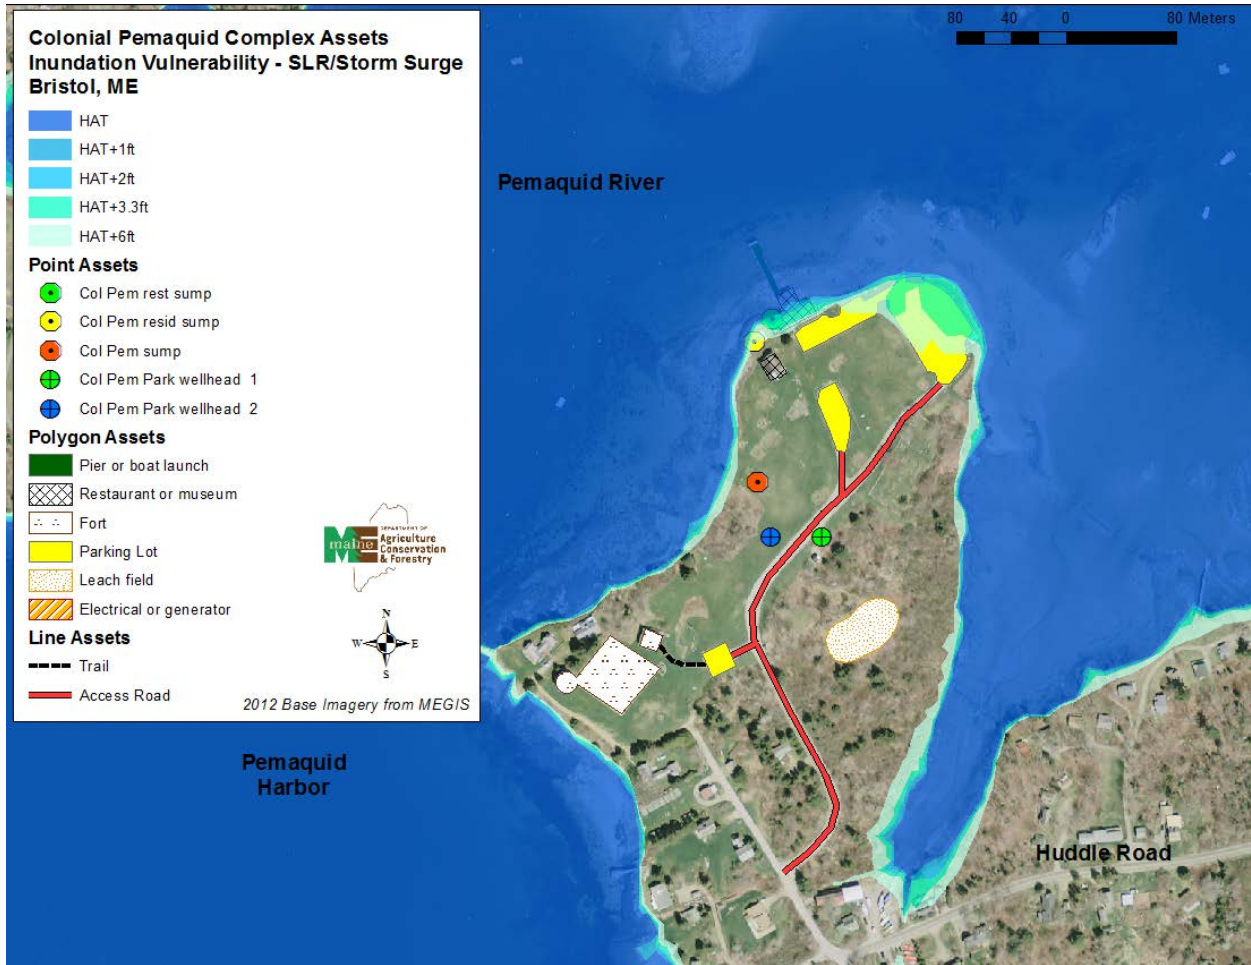 Colonial Pemaquid Complex Assets
Inundation Vulnerability - SLR/Storm Surge
Bristol, ME
HAT
HAT+1ft
HAT+2ft
HAT+3.3ft
HAT+6ft
Point Assets
Col Pem rest sump
Col Pem resid sump
Col Pem sump
Col Pem Park wellhead 1
Col Pem Park wellhead 2
Polygon Assets
Pier or boat launch
Restaurant or museum
Fort
Parking Lot
Leach field
Electrical or generator
Line Assets
Trail
Access Road
maine
DEPARTMENT OF
Agriculture
Conservation
& Forestry
N
W E
S
2012 Base Imagery from MEGIS
80 40 0 80 Meters
Pemaquid River
Pemaquid
Harbor
Huddle Road